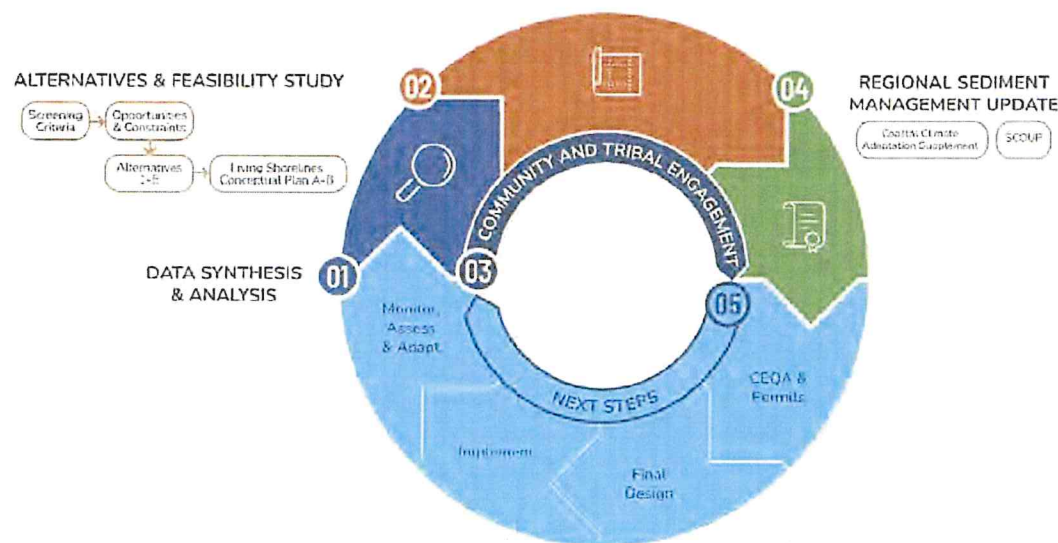 ALTERNATIVES & FEASIBILITY STUDY
Screening
Criteria
Opportunities
& Constraints
Alternatives
1-E
Living Shorelines
Conceptual Plan A-B
02
04
REGIONAL SEDIMENT
MANAGEMENT UPDATE
Coastal Climate
Adaptation Supplement
SCOUP
COMMUNITY AND TRIBAL ENGAGEMENT
DATA SYNTHESIS
& ANALYSIS
01
03
05
Monitor,
Assess
& Adapt
CEQA &
Permits
NEXT STEPS
Implement
Final
Design